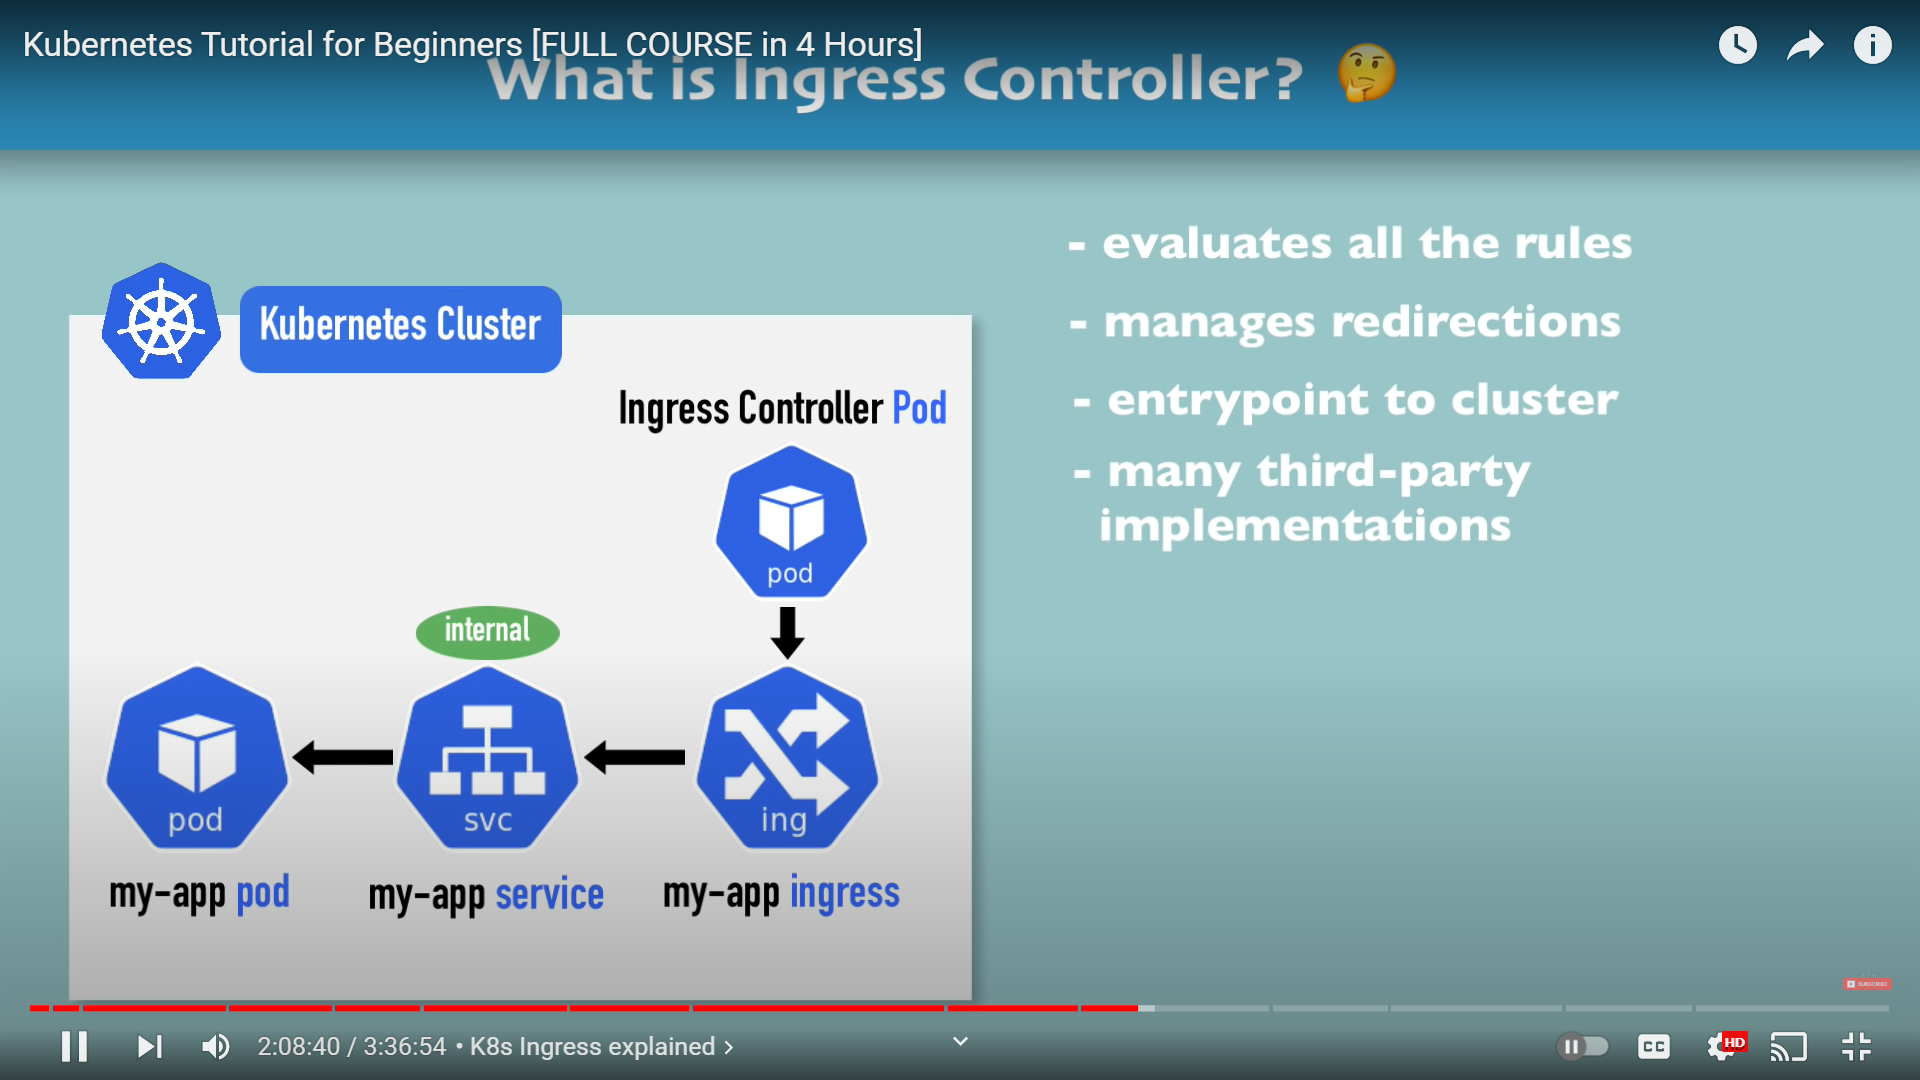 Kubernetes Tutorial for Beginners [FULL COURSE in 4 Hours]
What is Ingress Controller? 🤔
- evaluates all the rules
- manages redirections
- entrypoint to cluster
- many third-party
implementations
Kubernetes Cluster
Ingress Controller Pod
pod
internal
pod
svc
ing
my-app pod
my-app service
my-app ingress
SUBSCRIBE
2:08:40 / 3:36:54 • K8s Ingress explained >
CC
HD